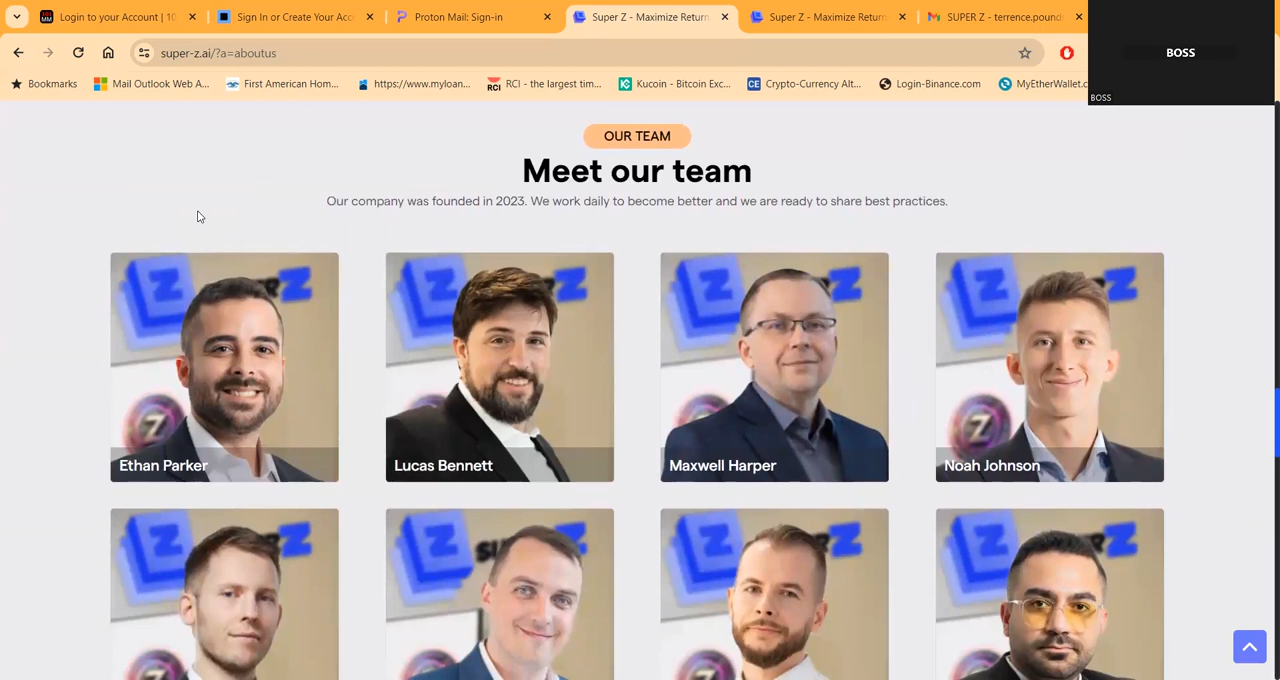 Login to your Account | 10
Sign In or Create Your Acc
Proton Mail: Sign-in
Super Z - Maximize Return
Super Z - Maximize Return
SUPER Z - terrence.pound
super-z.ai/?a=aboutus
BOSS
BOSS
Bookmarks
Mail Outlook Web A...
First American Hom...
https://www.myloan...
RCI
RCI - the largest tim...
Kucoin - Bitcoin Exc...
CE
Crypto-Currency Alt...
Login-Binance.com
MyEtherWallet.c
OUR TEAM
Meet our team
Our company was founded in 2023. We work daily to become better and we are ready to share best practices.
Ethan Parker
Lucas Bennett
Maxwell Harper
Noah Johnson